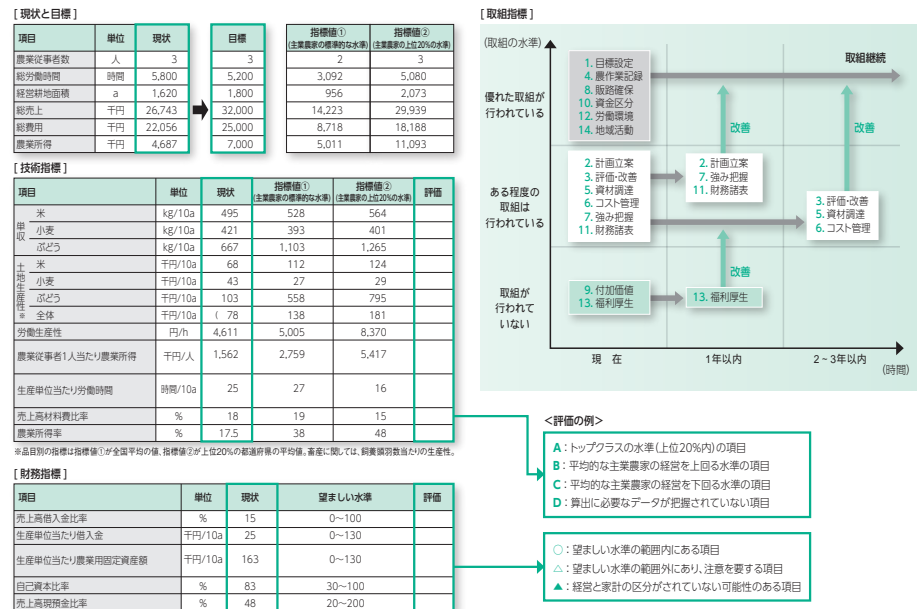 [ 現状と目標 ]
項目 単位 現状 目標 指標値① (主業農家の標準的な水準) 指標値② (主業農家の上位20%の水準)
農業従事者数 人 3 3 2 3
総労働時間 時間 5,800 5,200 3,092 5,080
経営耕地面積 a 1,620 1,800 956 2,073
総売上 千円 26,743 32,000 14,223 29,939
総費用 千円 22,056 25,000 8,718 18,188
農業所得 千円 4,687 7,000 5,011 11,093
[ 技術指標 ]
項目 単位 現状 指標値① (主業農家の標準的な水準) 指標値② (主業農家の上位20%の水準) 評価
単収
米 kg/10a 495 528 564
小麦 kg/10a 421 393 401
ぶどう kg/10a 667 1,103 1,265
土地生産性※
米 千円/10a 68 112 124
小麦 千円/10a 43 27 29
ぶどう 千円/10a 103 558 795
全体 千円/10a ( 78 138 181
労働生産性 円/h 4,611 5,005 8,370
農業従事者1人当たり農業所得 千円/人 1,562 2,759 5,417
生産単位当たり労働時間 時間/10a 25 27 16
売上高材料費比率 % 18 19 15
農業所得率 % 17.5 38 48
※品目別の指標は指標値①が全国平均の値、指標値②が上位20%の都道府県の平均値。畜産に関しては、飼養頭羽数当たりの生産性。
[ 財務指標 ]
項目 単位 現状 望ましい水準 評価
売上高借入金比率 % 15 0〜100
生産単位当たり借入金 千円/10a 25 0〜130
生産単位当たり農業用固定資産額 千円/10a 163 0〜130
自己資本比率 % 83 30〜100
売上高現預金比率 % 48 20〜200
[ 取組指標 ]
(取組の水準)
優れた取組が
行われている
1. 目標設定
4. 農作業記録
8. 販路確保
10. 資金区分
12. 労働環境
14. 地域活動
取組継続
改善
改善
ある程度の
取組は
行われている
2. 計画立案
3. 評価・改善
5. 資材調達
6. コスト管理
7. 強み把握
11. 財務諸表
2. 計画立案
7. 強み把握
11. 財務諸表
3. 評価・改善
5. 資材調達
6. コスト管理
改善
取組が
行われて
いない
9. 付加価値
13. 福利厚生
13. 福利厚生
現 在 1年以内 2~3年以内
(時間)
<評価の例>
A：トップクラスの水準(上位20%内)の項目
B：平均的な主業農家の経営を上回る水準の項目
C：平均的な主業農家の経営を下回る水準の項目
D：算出に必要なデータが把握されていない項目
○：望ましい水準の範囲内にある項目
△：望ましい水準の範囲外にあり、注意を要する項目
▲：経営と家計の区分がされていない可能性のある項目